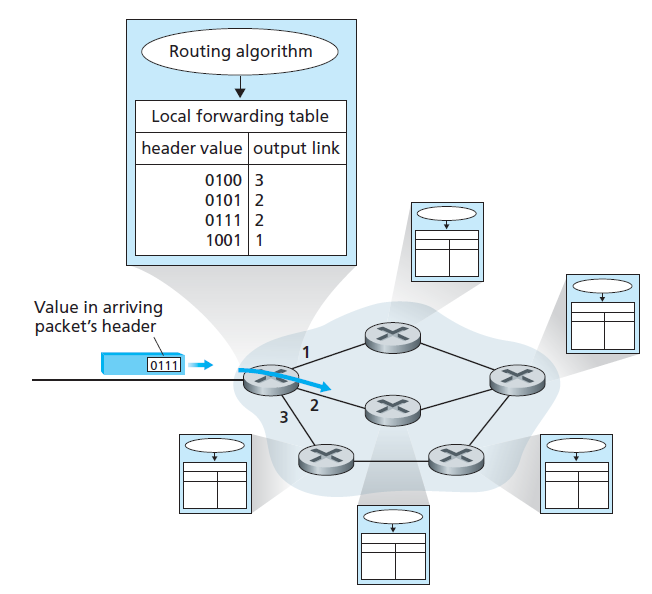 Routing algorithm
Local forwarding table
header value output link
0100 3
0101 2
0111 2
1001 1
Value in arriving
packet's header
0111
1
2
3